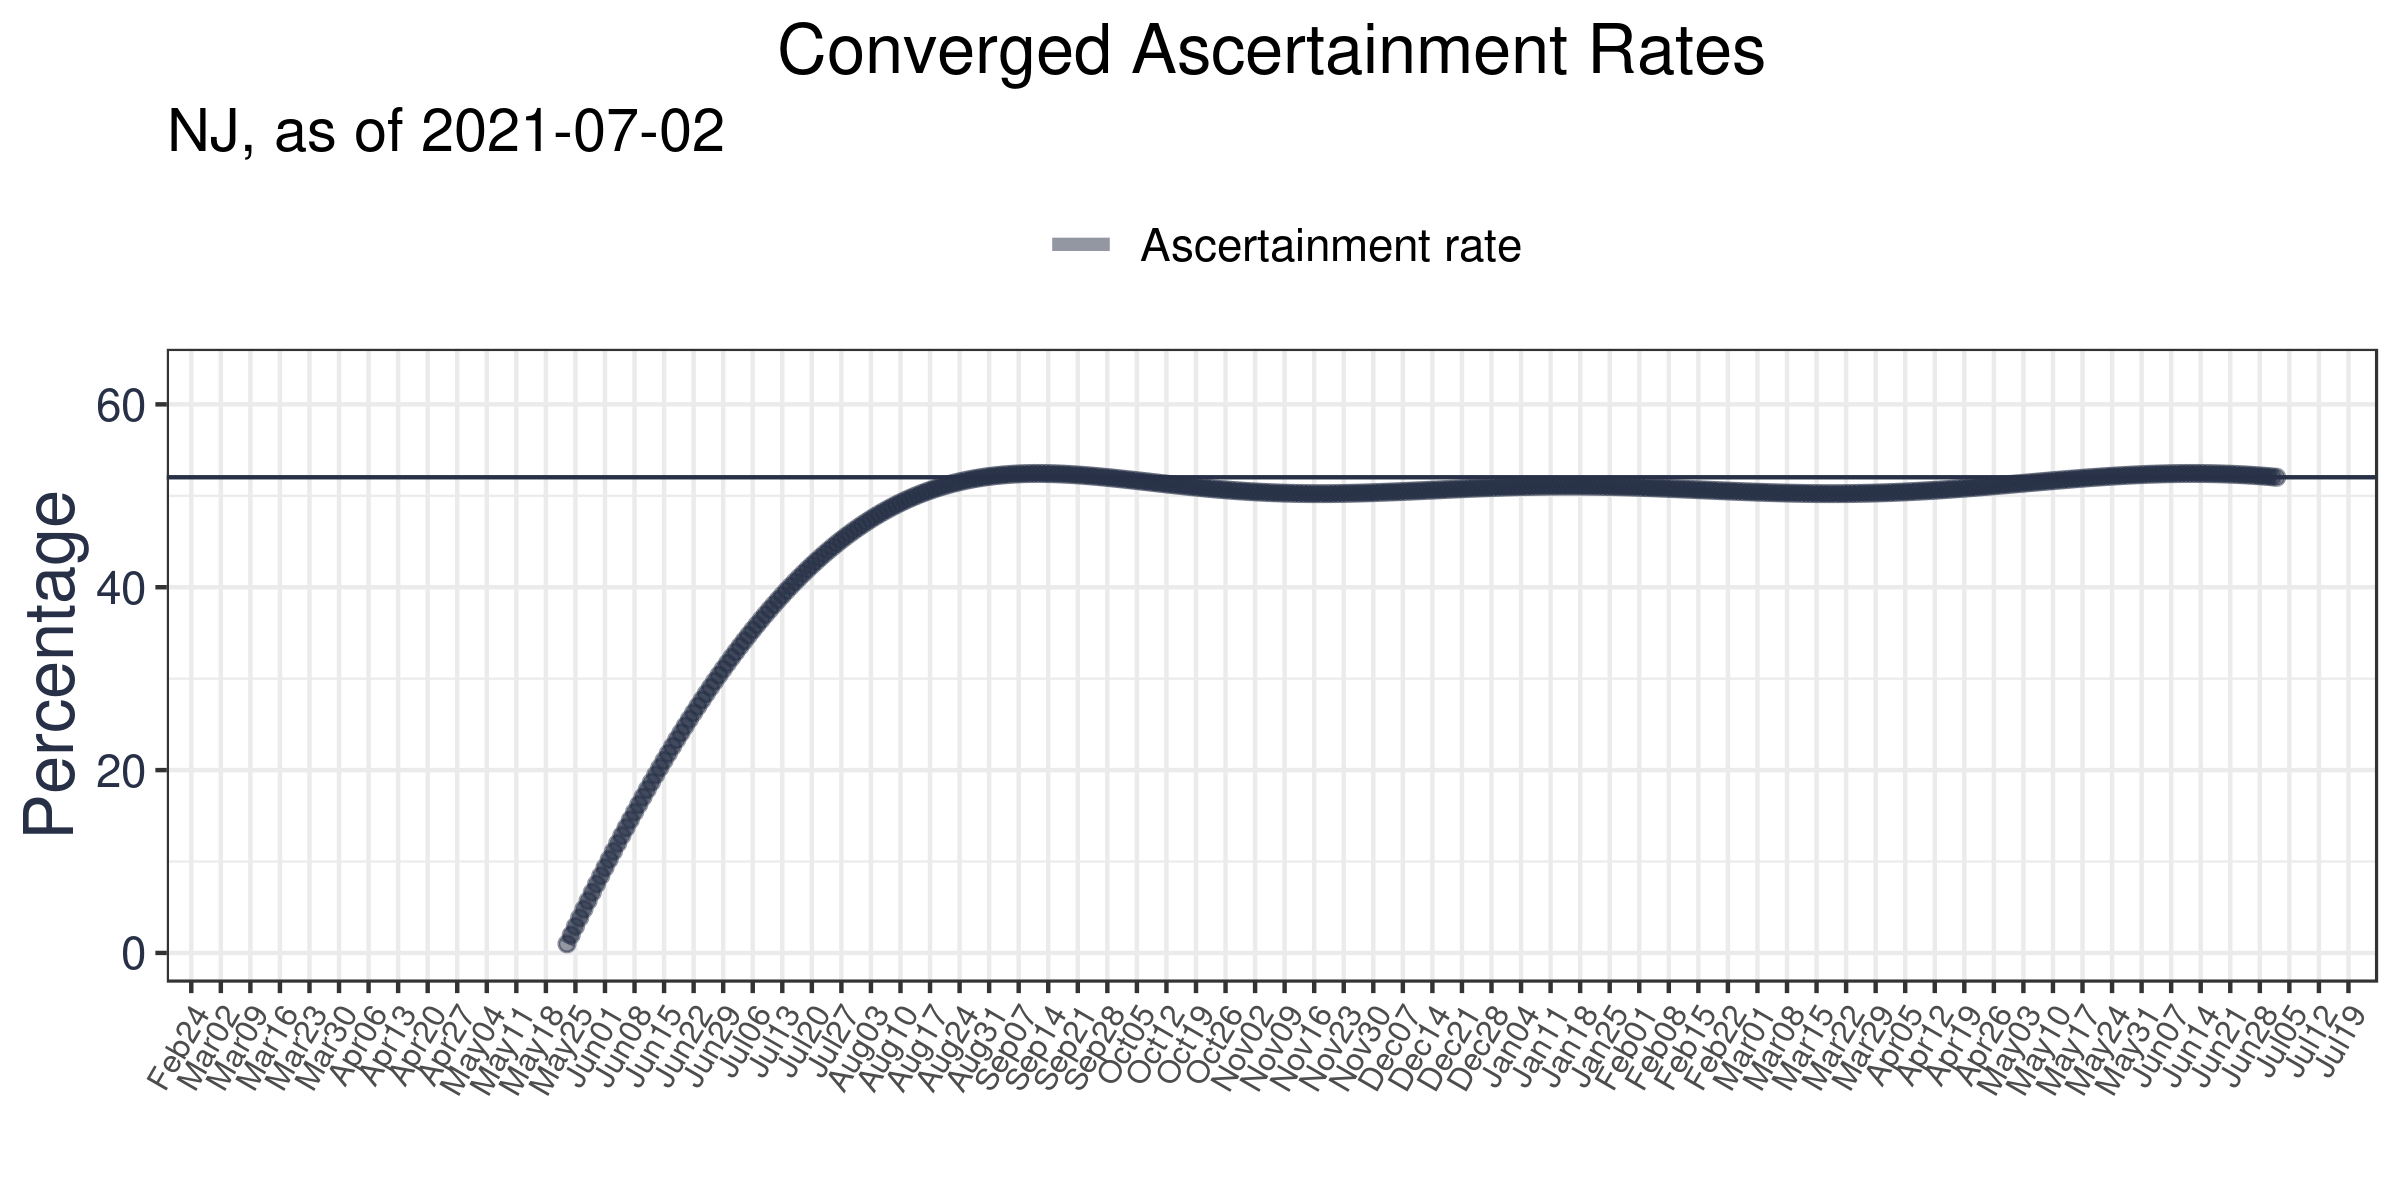 Converged Ascertainment Rates
NJ, as of 2021-07-02
Ascertainment rate
Percentage
60
40
20
0
Feb24 Mar02 Mar09 Mar16 Mar23 Mar30 Apr06 Apr13 Apr20 Apr27 May04 May11 May18 May25 Jun01 Jun08 Jun15 Jun22 Jun29 Jul06 Jul13 Jul20 Jul27 Aug03 Aug10 Aug17 Aug24 Aug31 Sep07 Sep14 Sep21 Sep28 Oct05 Oct12 Oct19 Oct26 Nov02 Nov09 Nov16 Nov23 Nov30 Dec07 Dec14 Dec21 Dec28 Jan04 Jan11 Jan18 Jan25 Feb01 Feb08 Feb15 Feb22 Mar01 Mar08 Mar15 Mar22 Mar29 Apr05 Apr12 Apr19 Apr26 May03 May10 May17 May24 May31 Jun07 Jun14 Jun21 Jun28 Jul05 Jul12 Jul19